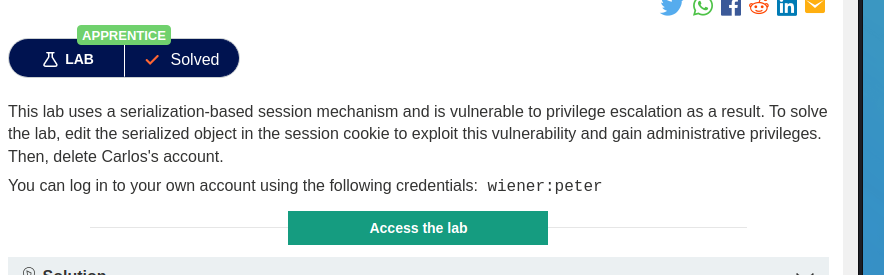 APPRENTICE
LAB Solved
This lab uses a serialization-based session mechanism and is vulnerable to privilege escalation as a result. To solve
the lab, edit the serialized object in the session cookie to exploit this vulnerability and gain administrative privileges.
Then, delete Carlos's account.
You can log in to your own account using the following credentials: wiener:peter
Access the lab
Solution